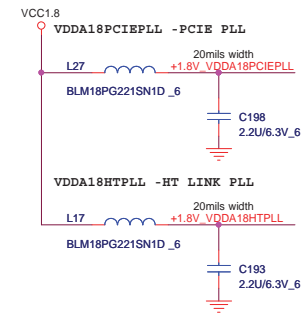 VCC1.8
VDDA18PCIEPLL -PCIE PLL
20mils width
L27
+1.8V_VDDA18PCIEPLL
BLM18PG221SN1D _6
C198
2.2U/6.3V_6
VDDA18HTPLL -HT LINK PLL
20mils width
L17
+1.8V_VDDA18HTPLL
BLM18PG221SN1D _6
C193
2.2U/6.3V_6